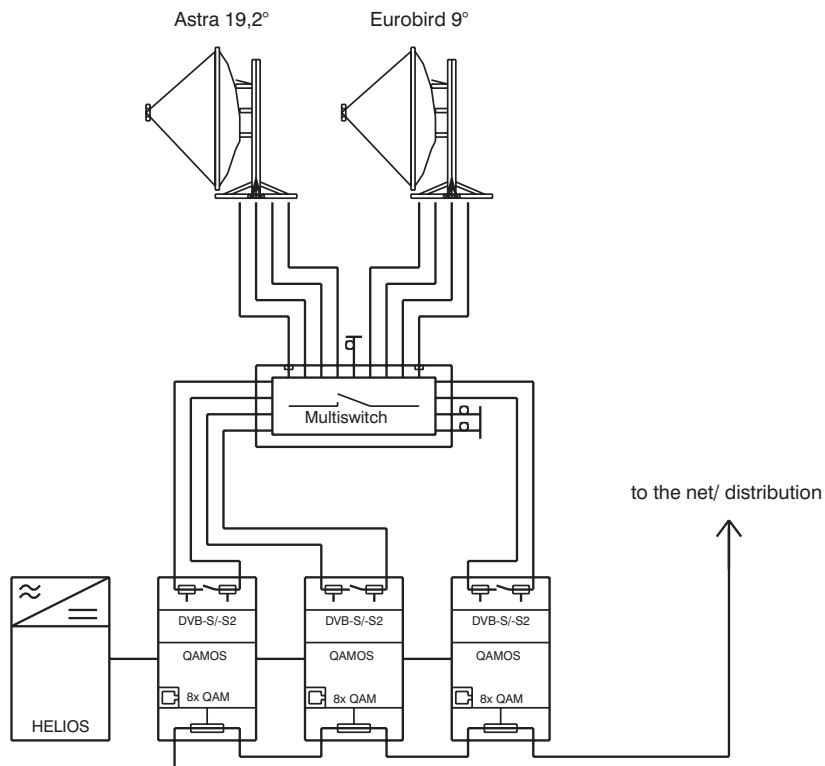 Astra 19,2°
Eurobird 9°
Multiswitch
to the net/ distribution
DVB-S/-S2
DVB-S/-S2
DVB-S/-S2
QAMOS
QAMOS
QAMOS
8x QAM
8x QAM
8x QAM
HELIOS